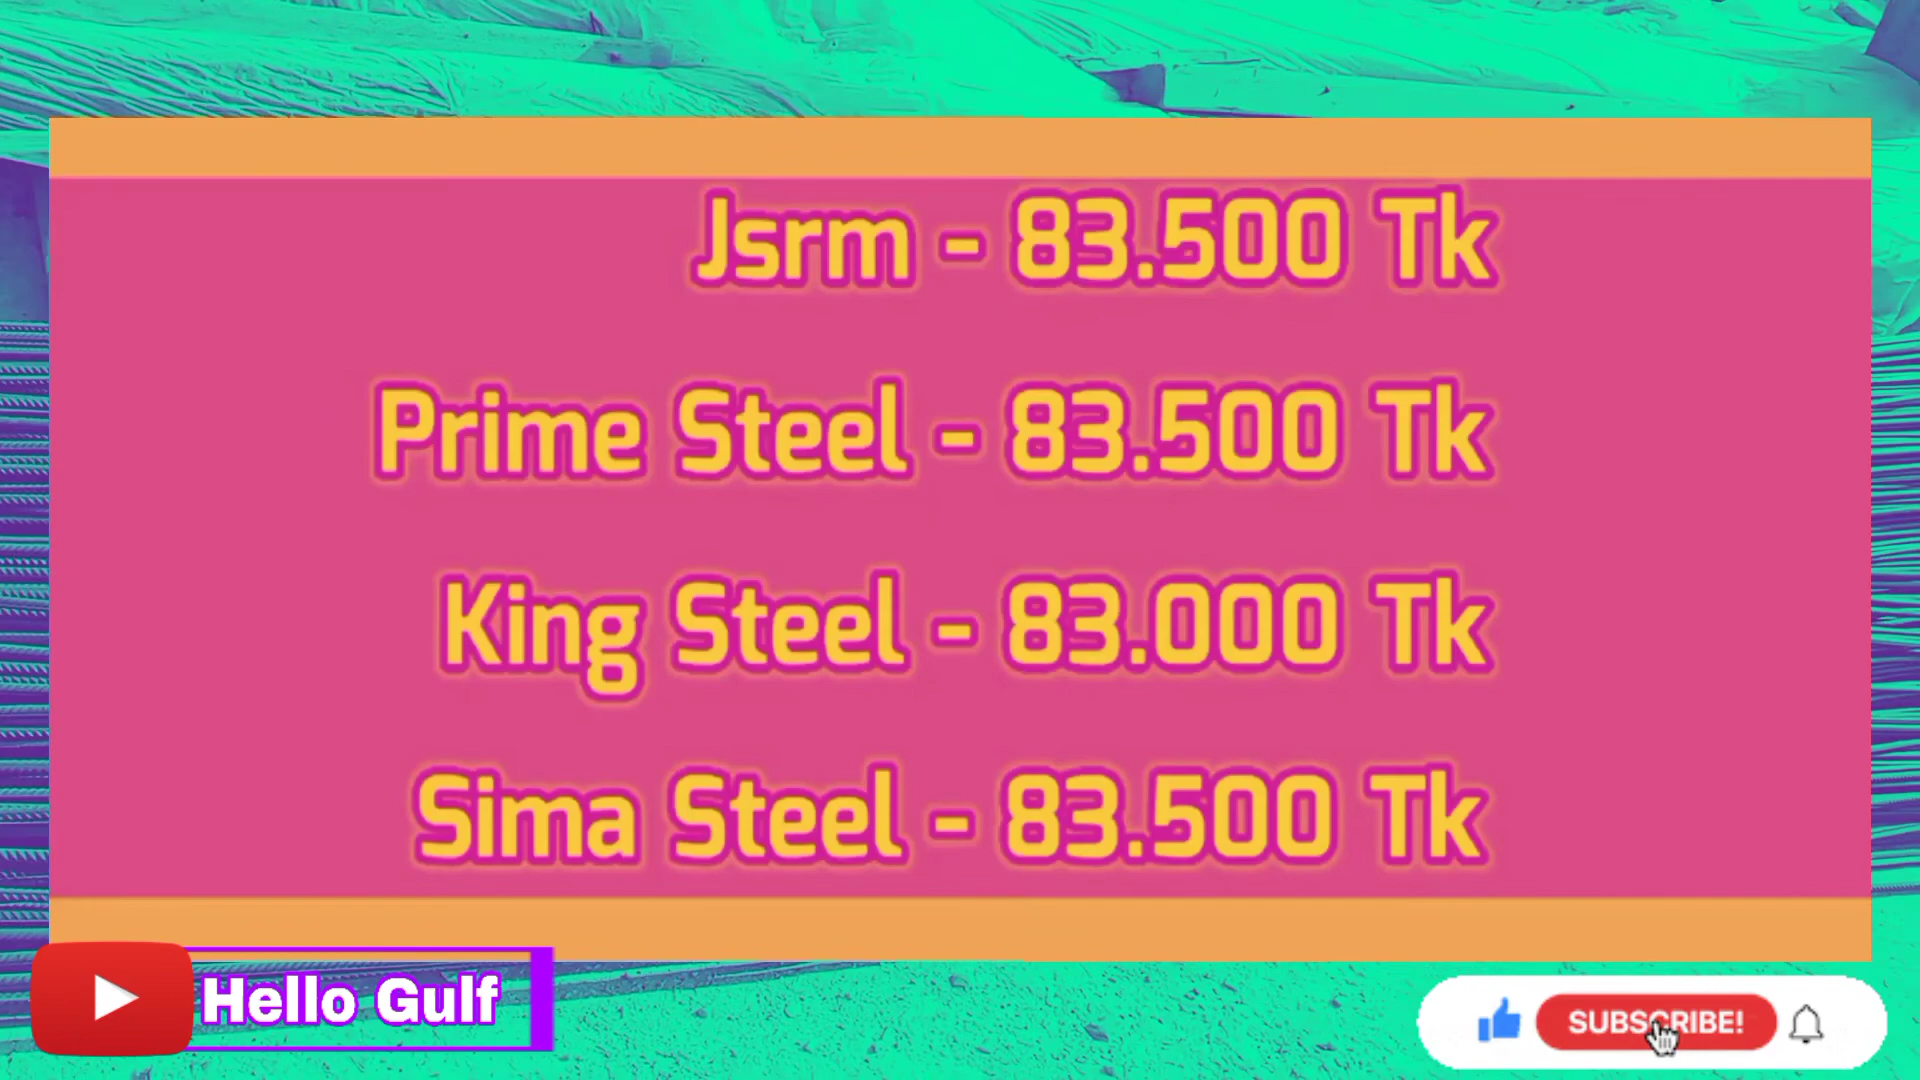 Jsrm - 83.500 Tk
Prime Steel - 83.500 Tk
King Steel - 83.000 Tk
Sima Steel - 83.500 Tk
Hello Gulf
SUBSCRIBE!